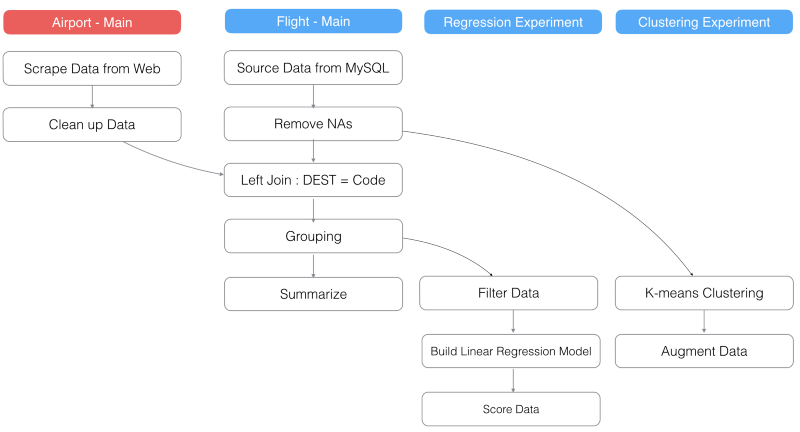 Airport - Main
Flight - Main
Regression Experiment
Clustering Experiment
Scrape Data from Web
Source Data from MySQL
Clean up Data
Remove NAs
Left Join : DEST = Code
Grouping
Summarize
Filter Data
K-means Clustering
Build Linear Regression Model
Augment Data
Score Data